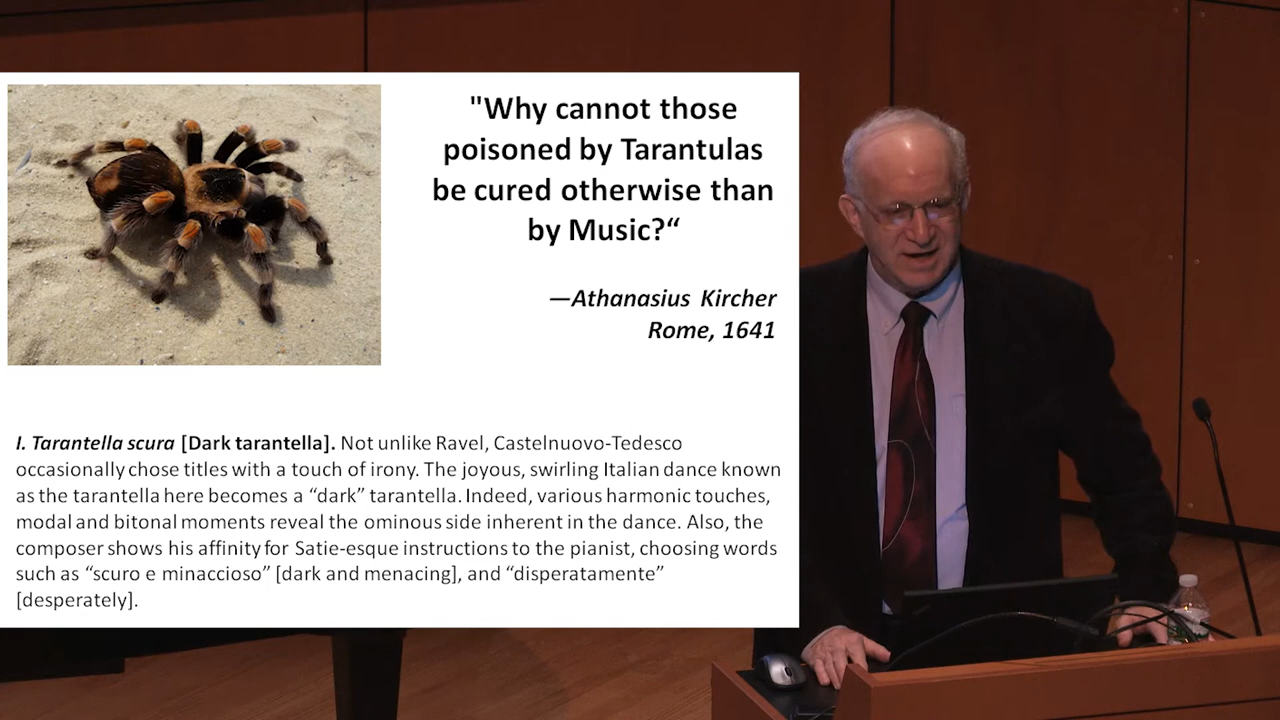 "Why cannot those
poisoned by Tarantulas
be cured otherwise than
by Music?“
—Athanasius Kircher
Rome, 1641
I. Tarantella scura [Dark tarantella]. Not unlike Ravel, Castelnuovo-Tedesco
occasionally chose titles with a touch of irony. The joyous, swirling Italian dance known
as the tarantella here becomes a “dark” tarantella. Indeed, various harmonic touches,
modal and bitonal moments reveal the ominous side inherent in the dance. Also, the
composer shows his affinity for Satie-esque instructions to the pianist, choosing words
such as “scuro e minaccioso” [dark and menacing], and “disperatamente”
[desperately].